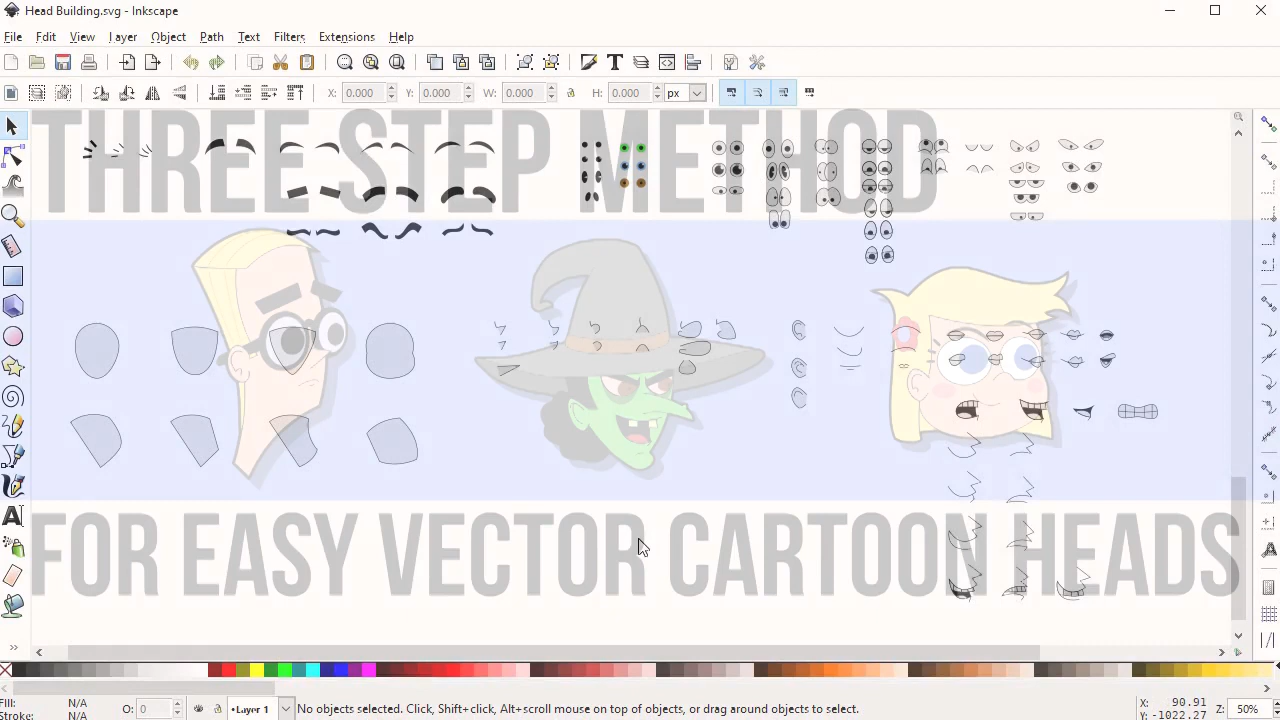 Head Building.svg - Inkscape
File Edit View Layer Object Path Text Filters Extensions Help
X: 0.000 Y: 0.000 W: 0.000 H: 0.000 px
THREE STEP METHOD
FOR EASY VECTOR CARTOON HEADS
Fill: N/A O: 0 •Layer 1 No objects selected. Click, Shift+click, Alt+scroll mouse on top of objects, or drag around objects to select. X: 90.91 Z: 50%
Stroke: N/A Y: -1022.27